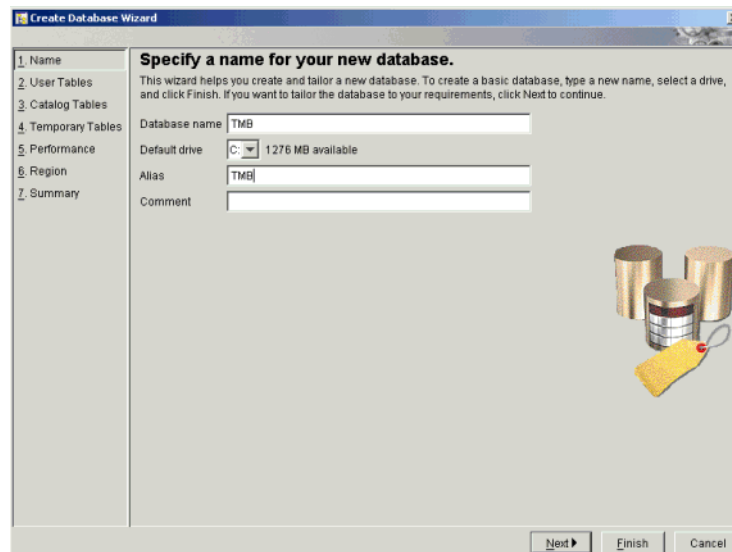 Create Database Wizard
1. Name
2. User Tables
3. Catalog Tables
4. Temporary Tables
5. Performance
6. Region
7. Summary
Specify a name for your new database.
This wizard helps you create and tailor a new database. To create a basic database, type a new name, select a drive,
and click Finish. If you want to tailor the database to your requirements, click Next to continue.
Database name TMB
Default drive C: 1276 MB available
Alias TMB
Comment
Next Finish Cancel